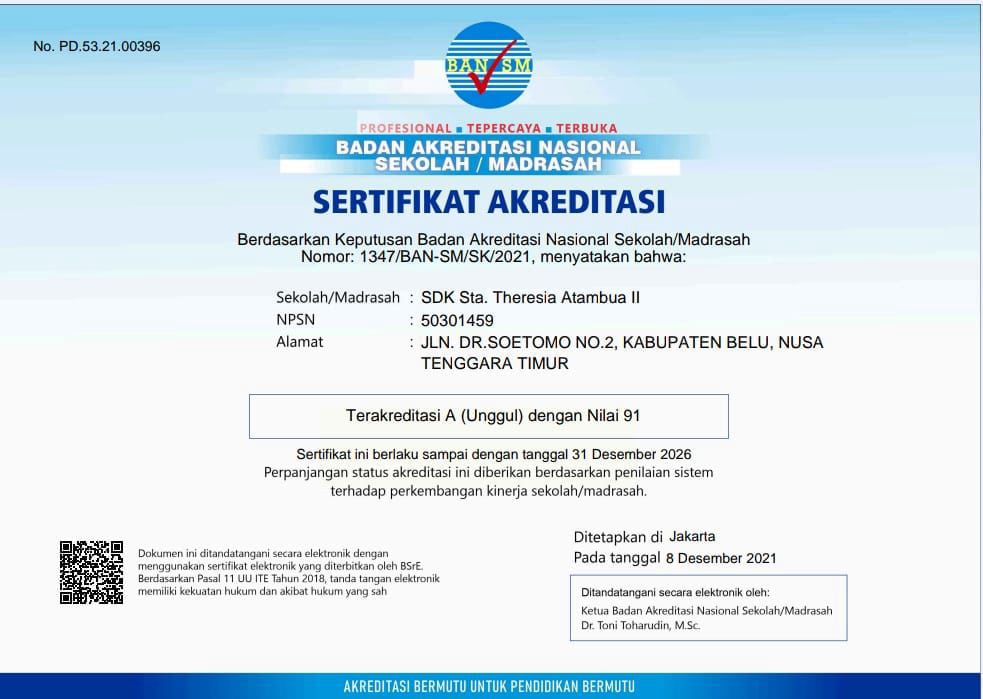 No. PD.53.21.00396
BAN SM
PROFESIONAL ■ TEPERCAYA ■ TERBUKA
BADAN AKREDITASI NASIONAL
SEKOLAH / MADRASAH
SERTIFIKAT AKREDITASI
Berdasarkan Keputusan Badan Akreditasi Nasional Sekolah/Madrasah
Nomor: 1347/BAN-SM/SK/2021, menyatakan bahwa:
Sekolah/Madrasah : SDK Sta. Theresia Atambua II
NPSN : 50301459
Alamat : JLN. DR.SOETOMO NO.2, KABUPATEN BELU, NUSA
TENGGARA TIMUR
Terakreditasi A (Unggul) dengan Nilai 91
Sertifikat ini berlaku sampai dengan tanggal 31 Desember 2026
Perpanjangan status akreditasi ini diberikan berdasarkan penilaian sistem
terhadap perkembangan kinerja sekolah/madrasah.
Ditetapkan di Jakarta
Pada tanggal 8 Desember 2021
Dokumen ini ditandatangani secara elektronik dengan
menggunakan sertifikat elektronik yang diterbitkan oleh BSrE.
Berdasarkan Pasal 11 UU ITE Tahun 2018, tanda tangan elektronik
memiliki kekuatan hukum dan akibat hukum yang sah
Ditandatangani secara elektronik oleh:
Ketua Badan Akreditasi Nasional Sekolah/Madrasah
Dr. Toni Toharudin, M.Sc.
AKREDITASI BERMUTU UNTUK PENDIDIKAN BERMUTU